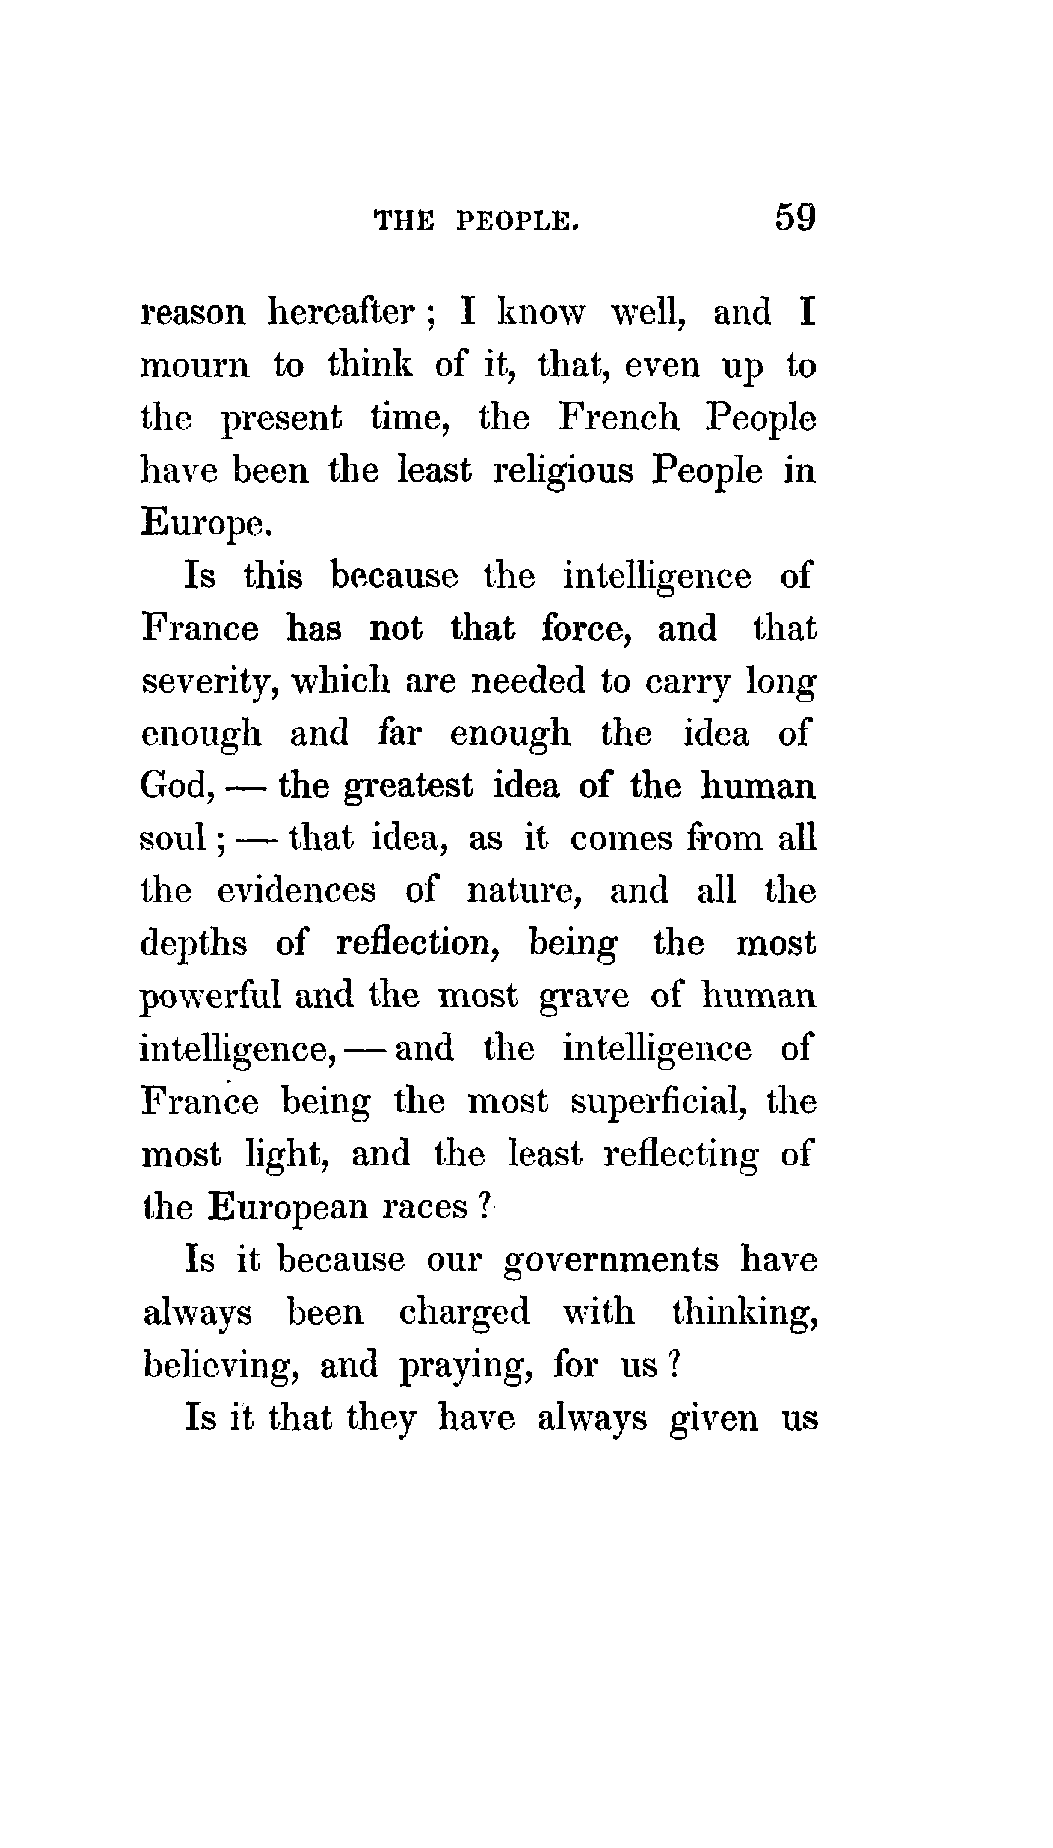 THE PEOPLE. 59
reason hereafter ; I know well, and I
mourn to think of it, that, even up to
the present time, the French People
have been the least religious People in
Europe.
Is this because the intelligence of
France has not that force, and that
severity, which are needed to carry long
enough and far enough the idea of
God, — the greatest idea of the human
soul ; — that idea, as it comes from all
the evidences of nature, and all the
depths of reflection, being the most
powerful and the most grave of human
intelligence, — and the intelligence of
France being the most superficial, the
most light, and the least reflecting of
the European races ?
Is it because our governments have
always been charged with thinking,
believing, and praying, for us ?
Is it that they have always given us